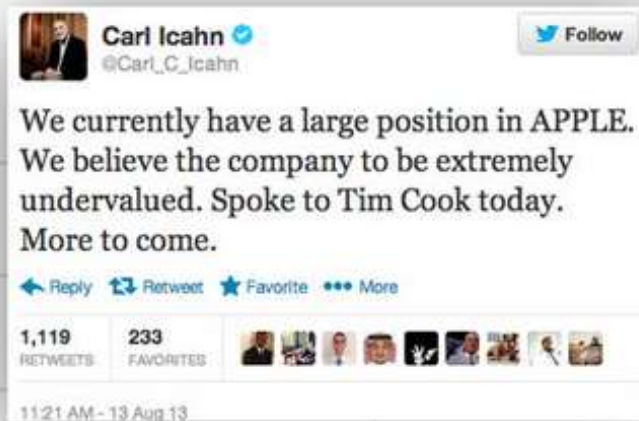 Carl Icahn
@Carl_C_Icahn
Follow
We currently have a large position in APPLE.
We believe the company to be extremely
undervalued. Spoke to Tim Cook today.
More to come.
Reply Retweet Favorite More
1,119 233
RETWEETS FAVORITES
11:21 AM - 13 Aug 13